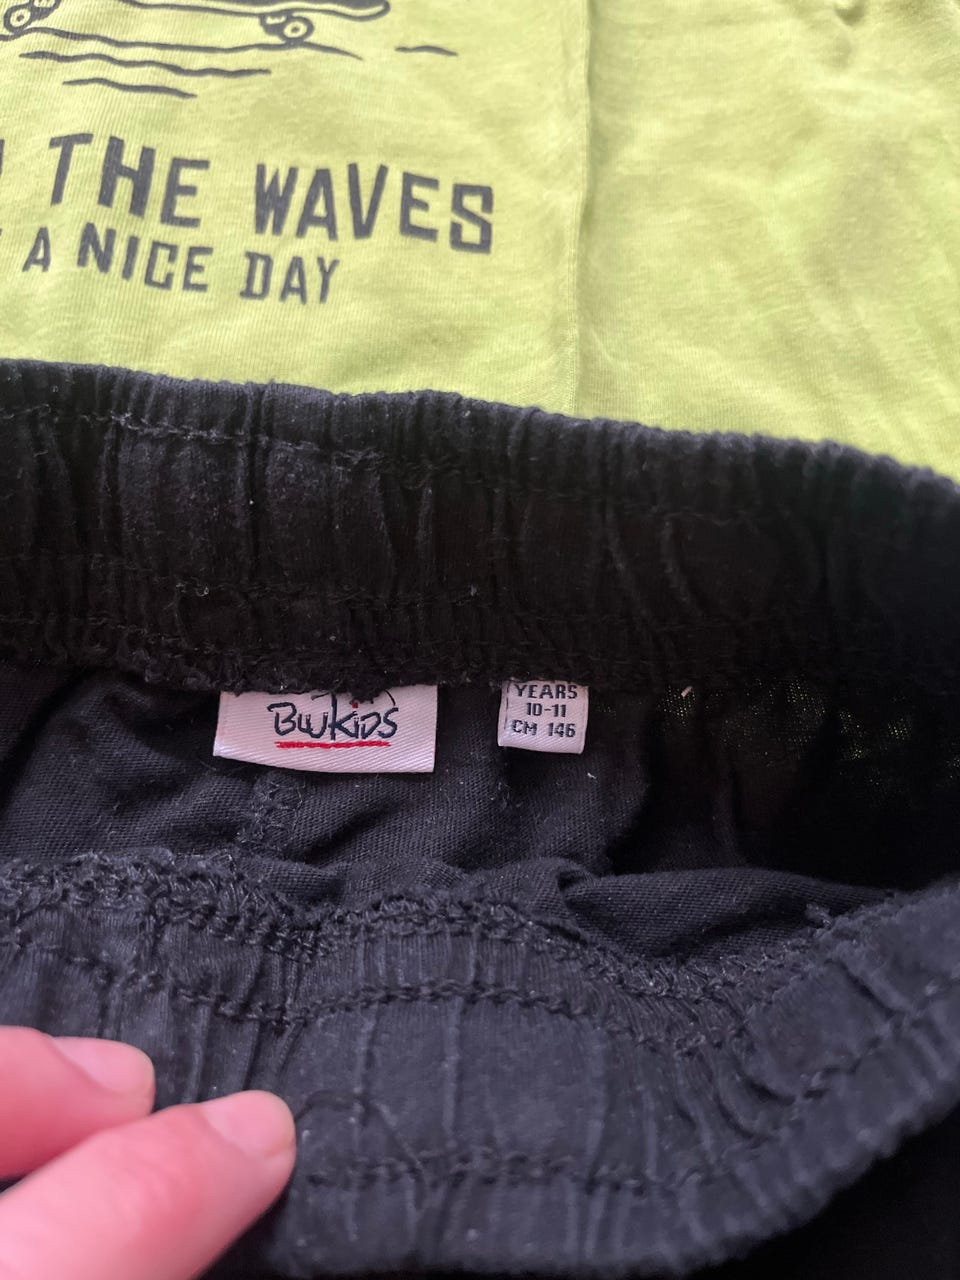 THE WAVES
A NICE DAY
BWKIDS
YEARS
10-11
CM 146